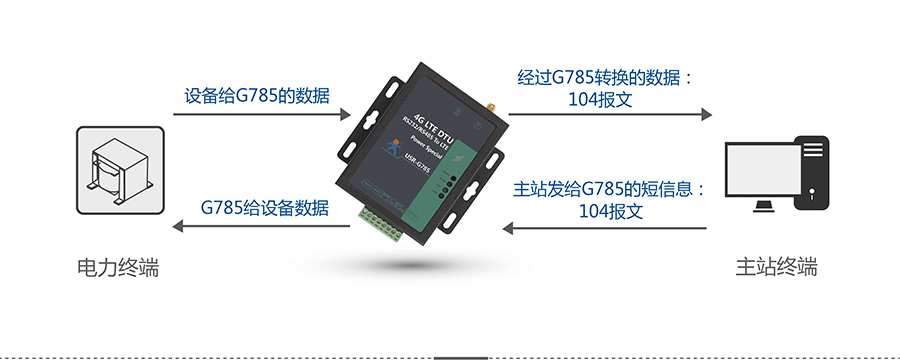 设备给G785的数据
经过G785转换的数据：
104报文
4G LTE DTU
RS232/RS485 To LTE
Power Special
USR-G785
G785给设备数据
主站发给G785的短信息：
104报文
电力终端
主站终端